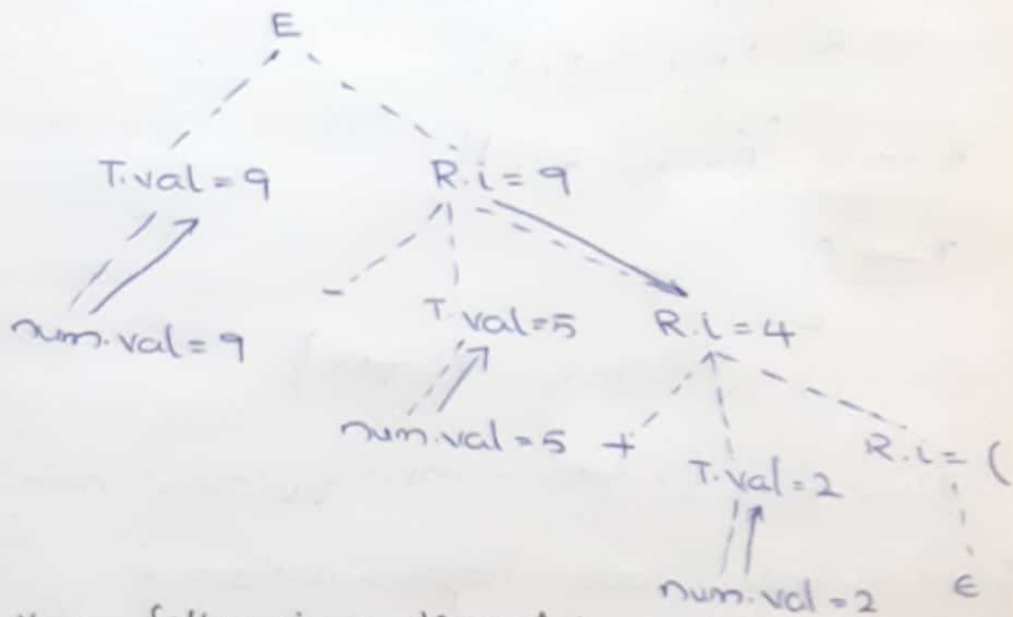 E
T.val = 9 R.i = 9
- T.val = 5 R.i = 4
num.val = 9
num.val = 5 + T.val = 2 R.i = (
num.val = 2 ϵ